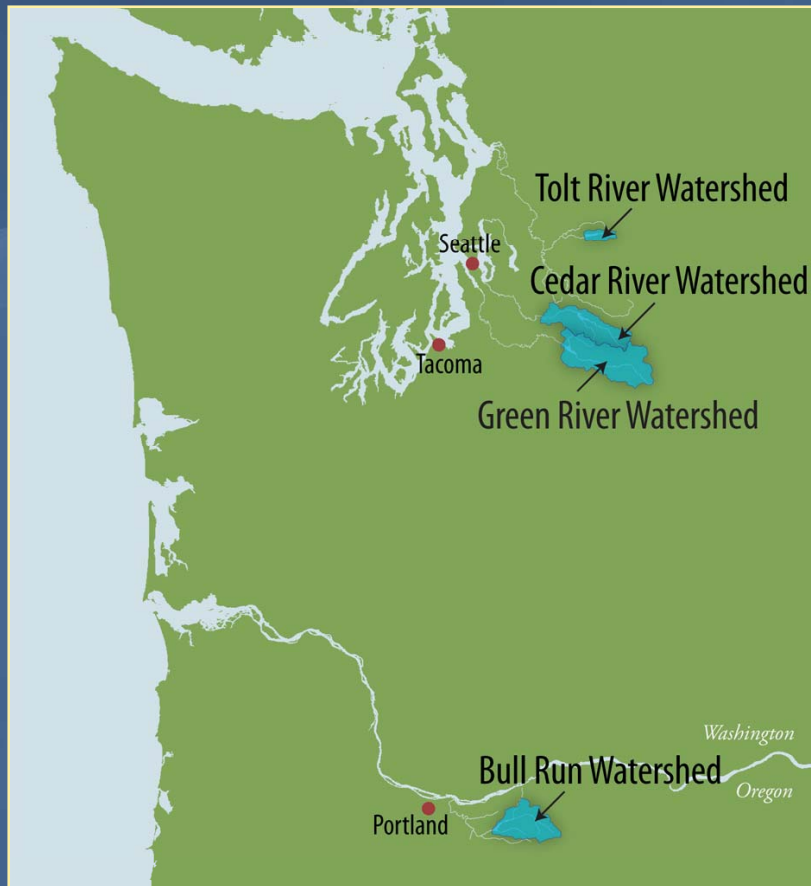 Tolt River Watershed
Seattle
Cedar River Watershed
Tacoma
Green River Watershed
Washington
Bull Run Watershed
Oregon
Portland